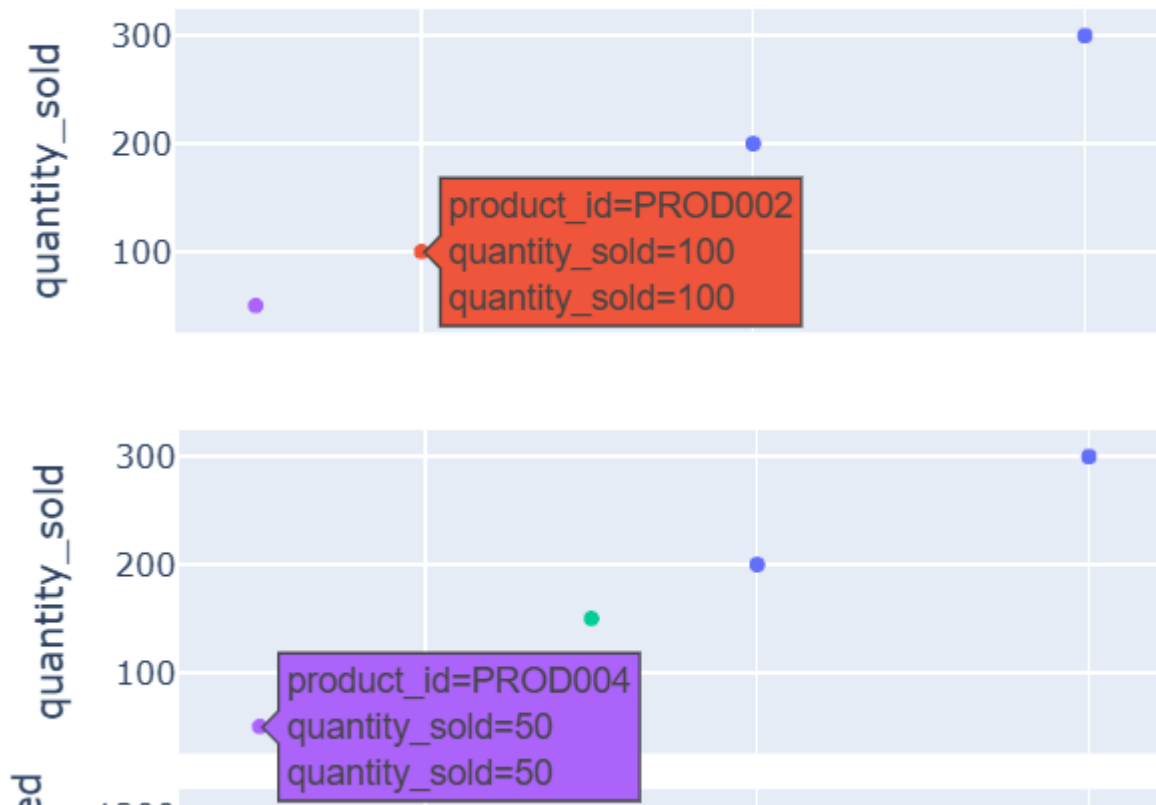 quantity_sold
300
200
100
product_id=PROD002
quantity_sold=100
quantity_sold=100
quantity_sold
300
200
100
product_id=PROD004
quantity_sold=50
quantity_sold=50